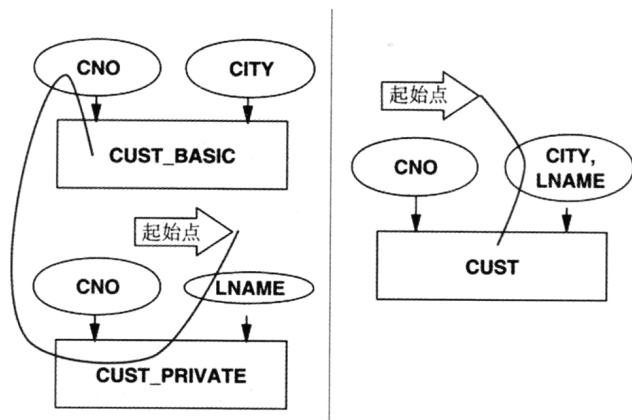 CNO
CITY
CUST_BASIC
起始点
CNO
LNAME
CUST_PRIVATE
起始点
CNO
CITY,
LNAME
CUST